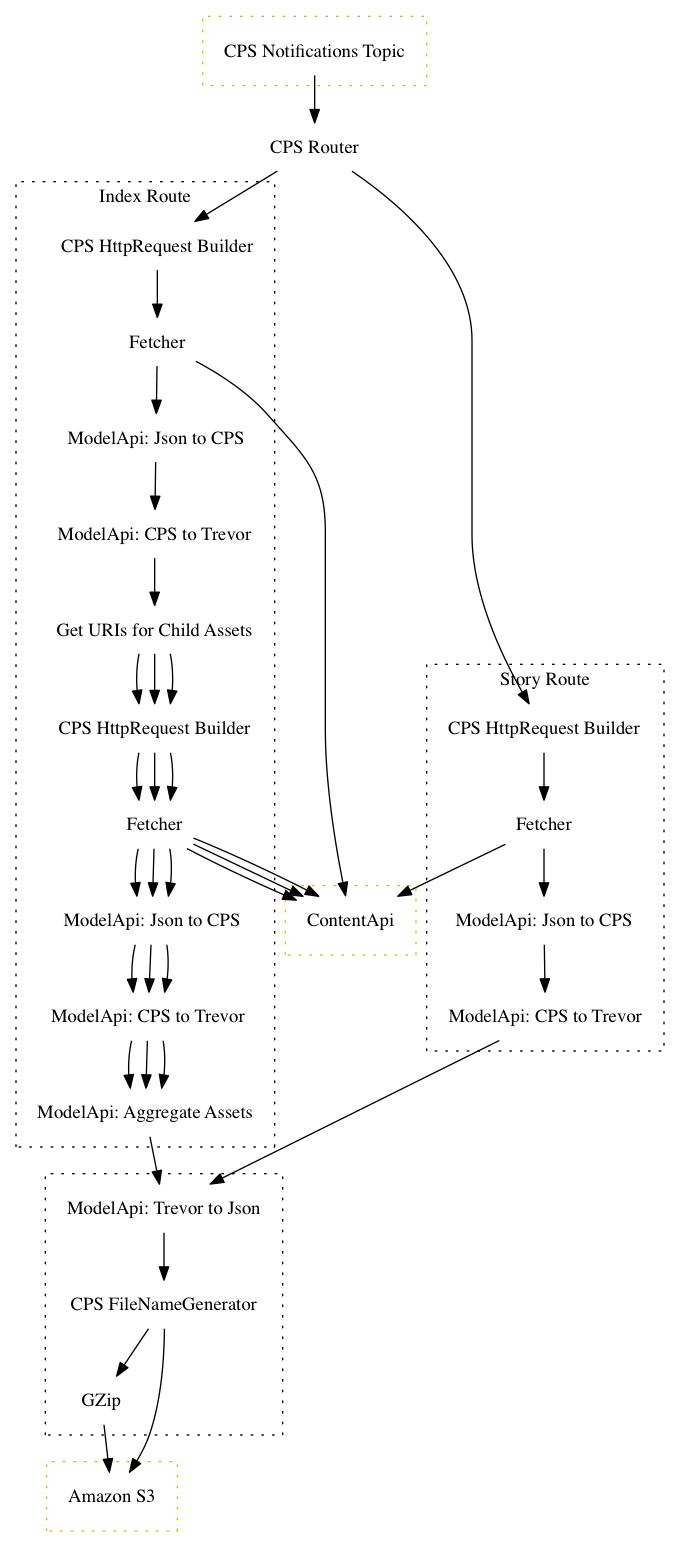 CPS Notifications Topic
CPS Router
Index Route
CPS HttpRequest Builder
Fetcher
ModelApi: Json to CPS
ModelApi: CPS to Trevor
Get URIs for Child Assets
CPS HttpRequest Builder
Fetcher
ModelApi: Json to CPS
ModelApi: CPS to Trevor
ModelApi: Aggregate Assets
ContentApi
Story Route
CPS HttpRequest Builder
Fetcher
ModelApi: Json to CPS
ModelApi: CPS to Trevor
ModelApi: Trevor to Json
CPS FileNameGenerator
GZip
Amazon S3